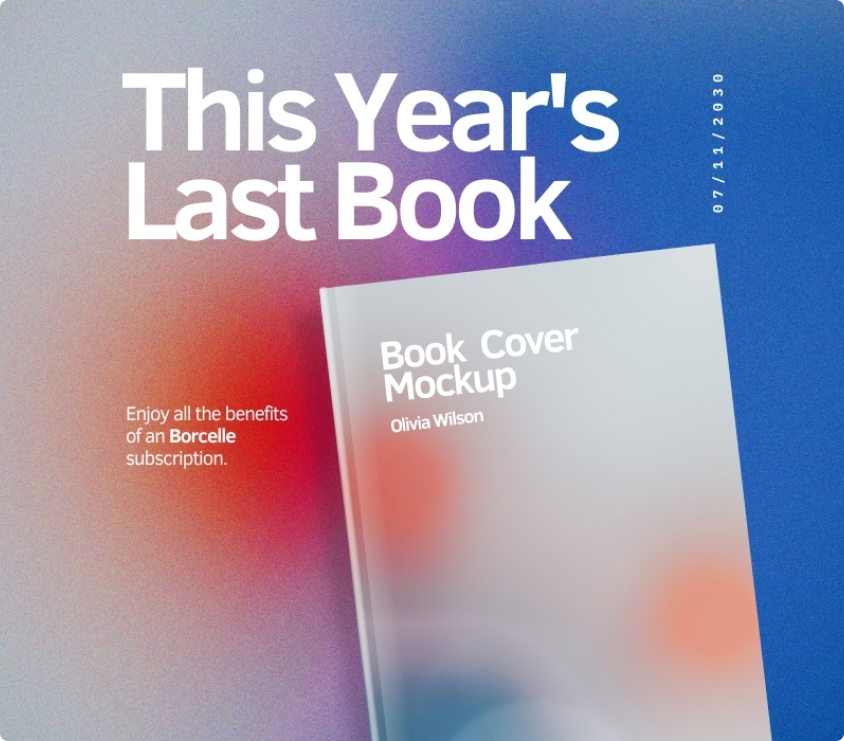 This Year's
Last Book
07/11/2030
Book Cover
Mockup
Olivia Wilson
Enjoy all the benefits
of an Borcelle
subscription.